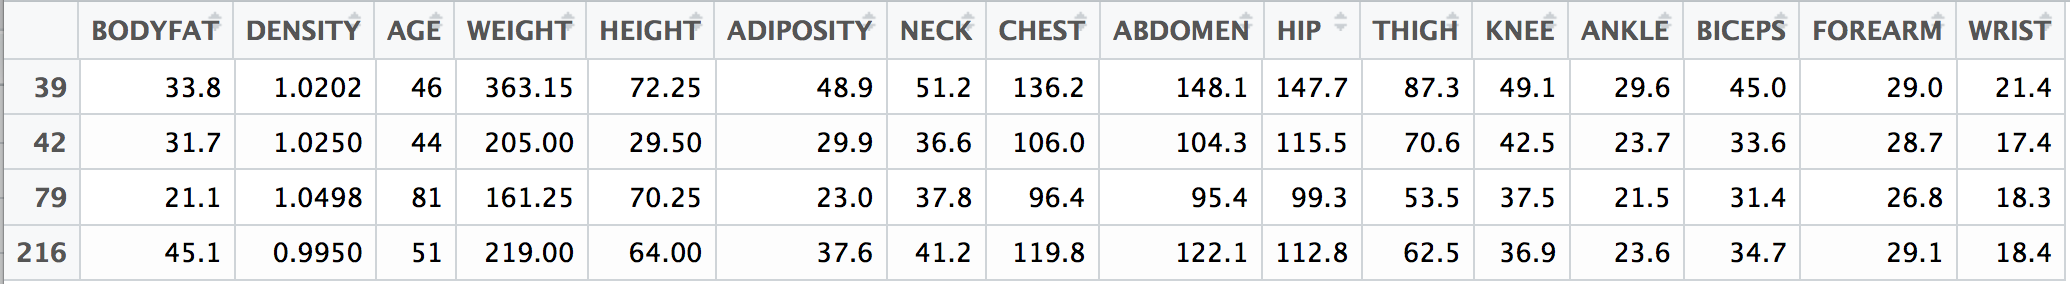 BODYFAT DENSITY AGE WEIGHT HEIGHT ADIPOSITY NECK CHEST ABDOMEN HIP THIGH KNEE ANKLE BICEPS FOREARM WRIST
39 33.8 1.0202 46 363.15 72.25 48.9 51.2 136.2 148.1 147.7 87.3 49.1 29.6 45.0 29.0 21.4
42 31.7 1.0250 44 205.00 29.50 29.9 36.6 106.0 104.3 115.5 70.6 42.5 23.7 33.6 28.7 17.4
79 21.1 1.0498 81 161.25 70.25 23.0 37.8 96.4 95.4 99.3 53.5 37.5 21.5 31.4 26.8 18.3
216 45.1 0.9950 51 219.00 64.00 37.6 41.2 119.8 122.1 112.8 62.5 36.9 23.6 34.7 29.1 18.4